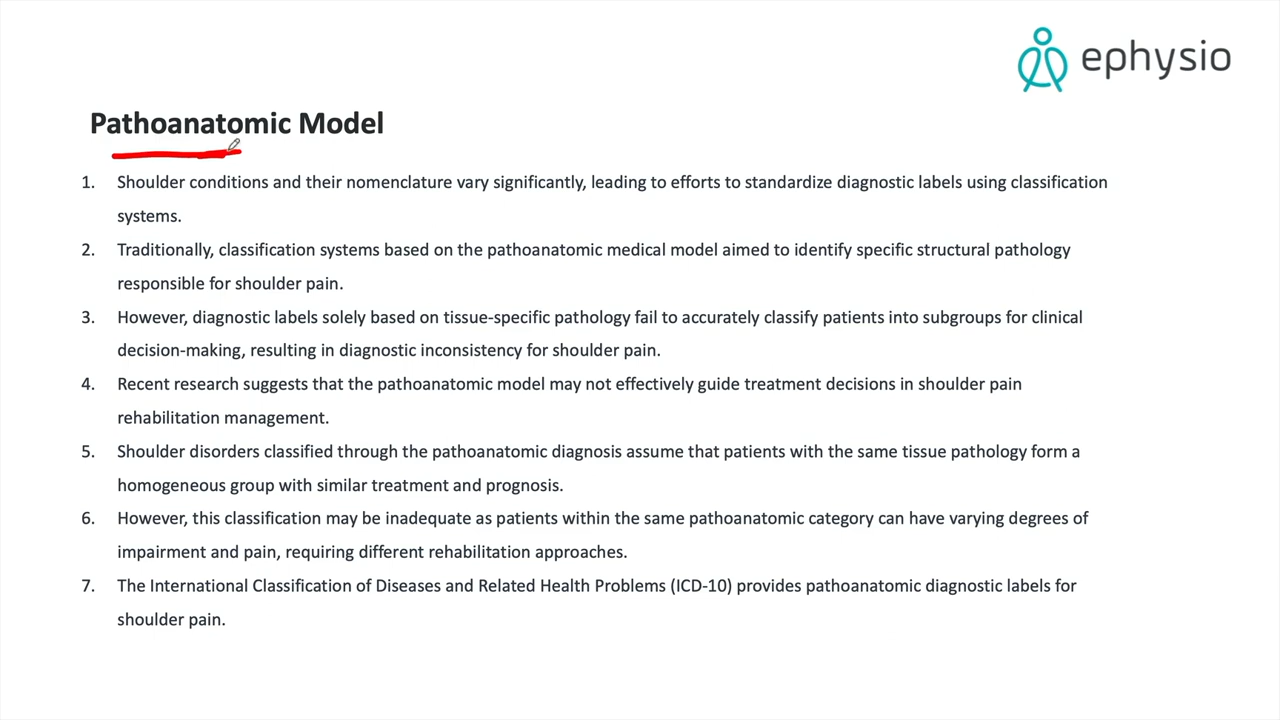 ephysio
Pathoanatomic Model
1. Shoulder conditions and their nomenclature vary significantly, leading to efforts to standardize diagnostic labels using classification
systems.
2. Traditionally, classification systems based on the pathoanatomic medical model aimed to identify specific structural pathology
responsible for shoulder pain.
3. However, diagnostic labels solely based on tissue-specific pathology fail to accurately classify patients into subgroups for clinical
decision-making, resulting in diagnostic inconsistency for shoulder pain.
4. Recent research suggests that the pathoanatomic model may not effectively guide treatment decisions in shoulder pain
rehabilitation management.
5. Shoulder disorders classified through the pathoanatomic diagnosis assume that patients with the same tissue pathology form a
homogeneous group with similar treatment and prognosis.
6. However, this classification may be inadequate as patients within the same pathoanatomic category can have varying degrees of
impairment and pain, requiring different rehabilitation approaches.
7. The International Classification of Diseases and Related Health Problems (ICD-10) provides pathoanatomic diagnostic labels for
shoulder pain.